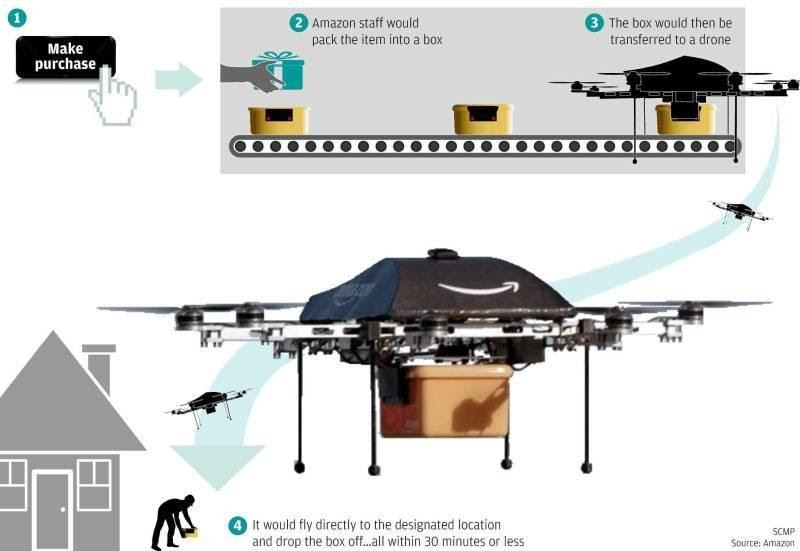 1
Make
purchase
2 Amazon staff would
pack the item into a box
3 The box would then be
transferred to a drone
amazon
4 It would fly directly to the designated location
and drop the box off...all within 30 minutes or less
SCMP
Source: Amazon